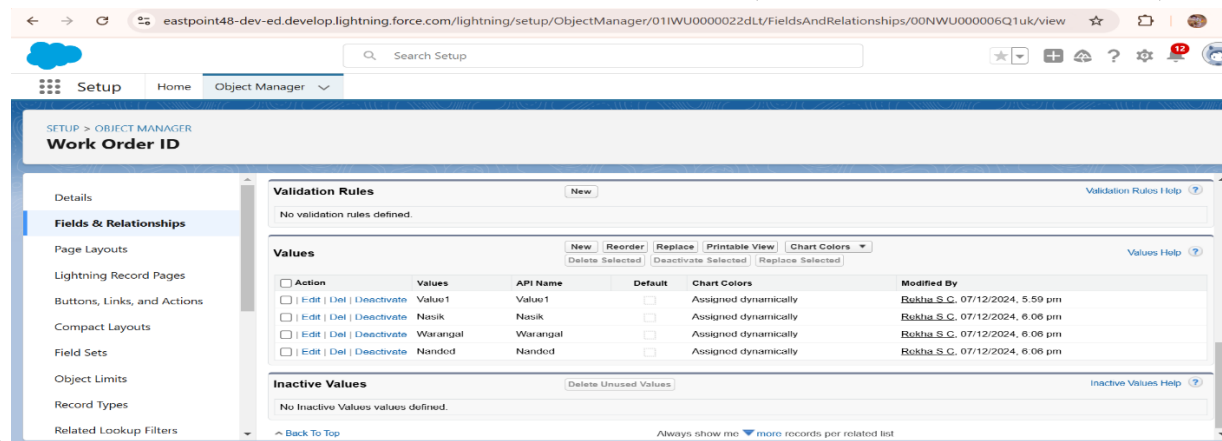 eastpoint48-dev-ed.develop.lightning.force.com/lightning/setup/ObjectManager/01IWU0000022dLt/FieldsAndRelationships/00NWU000006Q1uk/view
Search Setup
12
Setup Home Object Manager
SETUP > OBJECT MANAGER
Work Order ID
Details
Fields & Relationships
Page Layouts
Lightning Record Pages
Buttons, Links, and Actions
Compact Layouts
Field Sets
Object Limits
Record Types
Related Lookup Filters
Validation Rules New Validation Rules Help ?
No validation rules defined.
Values New Reorder Replace Printable View Chart Colors Values Help ?
Delete Selected Deactivate Selected Replace Selected
Action Values API Name Default Chart Colors Modified By
| Edit | Del | Deactivate Value1 Value1 Assigned dynamically Rekha S C, 07/12/2024, 5.59 pm
| Edit | Del | Deactivate Nasik Nasik Assigned dynamically Rekha S C, 07/12/2024, 6.06 pm
| Edit | Del | Deactivate Warangal Warangal Assigned dynamically Rekha S C, 07/12/2024, 6.06 pm
| Edit | Del | Deactivate Nanded Nanded Assigned dynamically Rekha S C, 07/12/2024, 6.06 pm
Inactive Values Delete Unused Values Inactive Values Help ?
No Inactive Values values defined.
Back To Top Always show me more records per related list